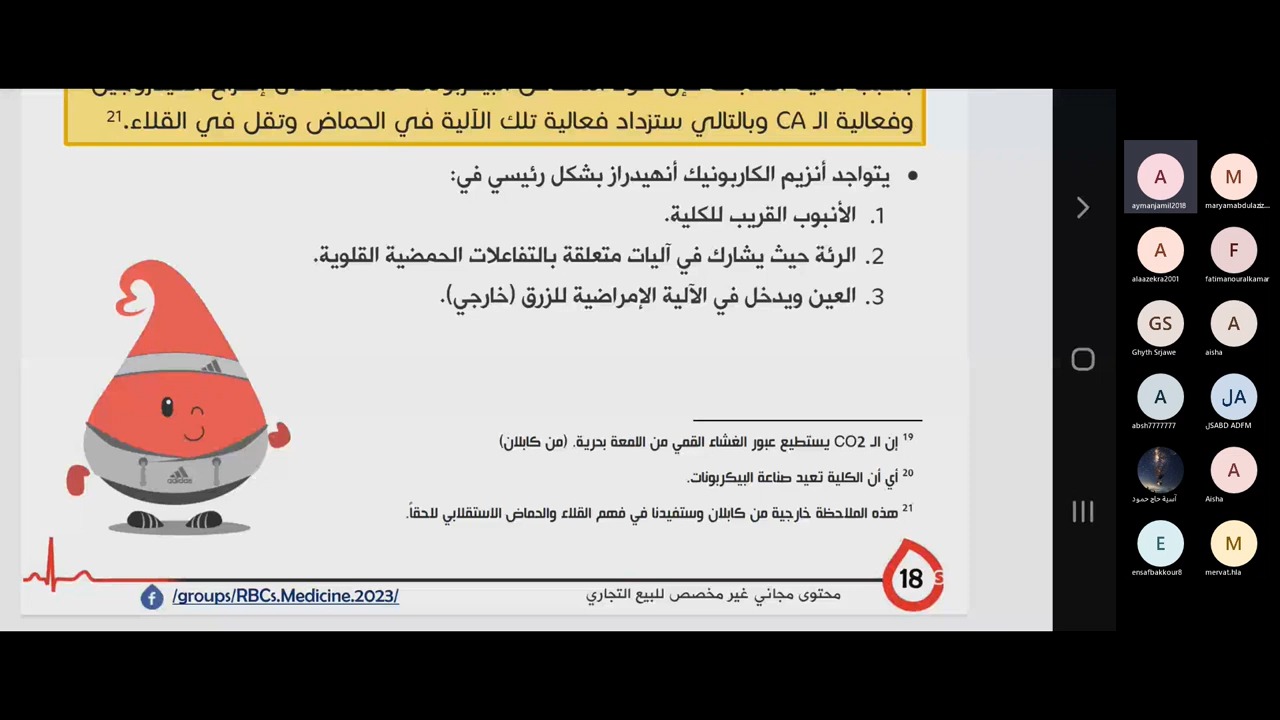 وفعالية الـ CA وبالتالي ستزداد فعالية تلك الآلية في الحماض وتقل في القلاء.21
• يتواجد أنزيم الكاربونيك أنهيدراز بشكل رئيسي في:
1. الأنبوب القريب للكلية.
2. الرئة حيث يشارك في آليات متعلقة بالتفاعلات الحمضية القلوية.
3. العين ويدخل في الآلية الإمراضية للزرق (خارجي).
adidas
19 إن الـ CO2 يستطيع عبور الغشاء القمي من اللمعة بحرية. (من كابلان)
20 أي أن الكلية تعيد صناعة البيكربونات.
21 هذه الملاحظة خارجية من كابلان وستفيدنا في فهم القلاء والحماض الاستقلابي لاحقاً.
18
محتوى مجاني غير مخصص للبيع التجاري
/groups/RBCs.Medicine.2023/
A M
aymanjamil2018 maryamabdulaziz...
A F
alaazekra2001 fatimanouralkamar
GS A
Ghyth Srjawe aisha
A JA
absh7777777 JSABD ADFM
A
آسية حاج حمود Aisha
E M
ensafbakkour8 mervat.hla